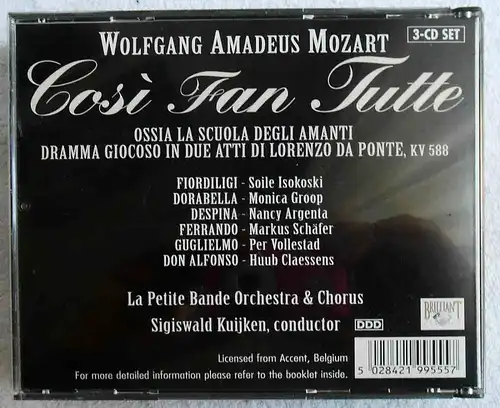 WOLFGANG AMADEUS MOZART
3-CD SET
Così Fan Tutte
OSSIA LA SCUOLA DEGLI AMANTI
DRAMMA GIOCOSO IN DUE ATTI DI LORENZO DA PONTE, KV 588
FIORDILIGI - Soile Isokoski
DORABELLA - Monica Groop
DESPINA - Nancy Argenta
FERRANDO - Markus Schäfer
GUGLIELMO - Per Vollestad
DON ALFONSO - Huub Claessens
La Petite Bande Orchestra & Chorus
Sigiswald Kuijken, conductor
DDD
BRILLIANT
Licensed from Accent, Belgium
For more detailed information please refer to the booklet inside.
5 028421 995557